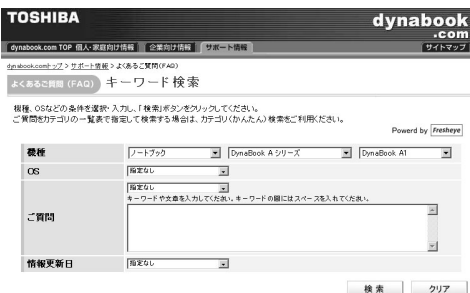 TOSHIBA
dynabook
.com
dynabook.com TOP 個人・家庭向け情報 企業向け情報 サポート情報 サイトマップ
dynabook.comトップ > サポート情報 > よくあるご質問(FAQ)
よくあるご質問 (FAQ) キーワード検索
機種、OSなどの条件を選択・入力し、「検索」ボタンをクリックしてください。
ご質問をカテゴリの一覧表で指定して検索する場合は、カテゴリ(かんたん)検索をご利用ください。
Powerd by Fresheye
機種 ノートブック DynaBook A シリーズ DynaBook A1
OS 指定なし
指定なし
キーワードや文章を入力してください。キーワードの間にはスペースを入れてください。
ご質問
情報更新日 指定なし
検 索 クリア